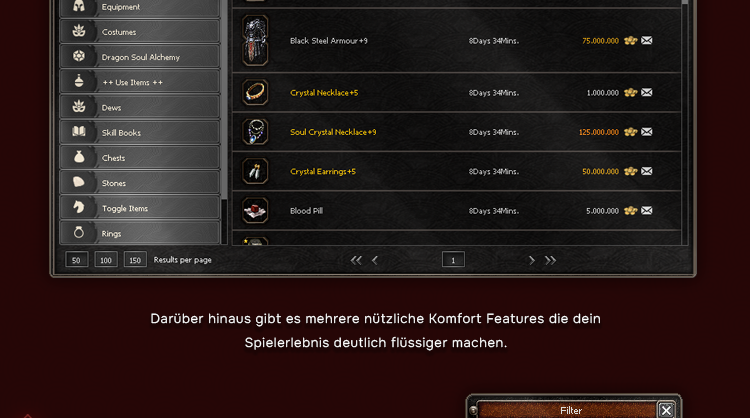 Equipment
Costumes
Dragon Soul Alchemy
++ Use Items ++
Dews
Skill Books
Chests
Stones
Toggle Items
Rings
Black Steel Armour+9 8Days 34Mins. 75.000.000
Crystal Necklace+5 8Days 34Mins. 1.000.000
Soul Crystal Necklace+9 8Days 34Mins. 125.000.000
Crystal Earrings+5 8Days 34Mins. 50.000.000
Blood Pill 8Days 34Mins. 5.000.000
50 100 150 Results per page << < 1 > >>
Darüber hinaus gibt es mehrere nützliche Komfort Features die dein
Spielerlebnis deutlich flüssiger machen.
Filter